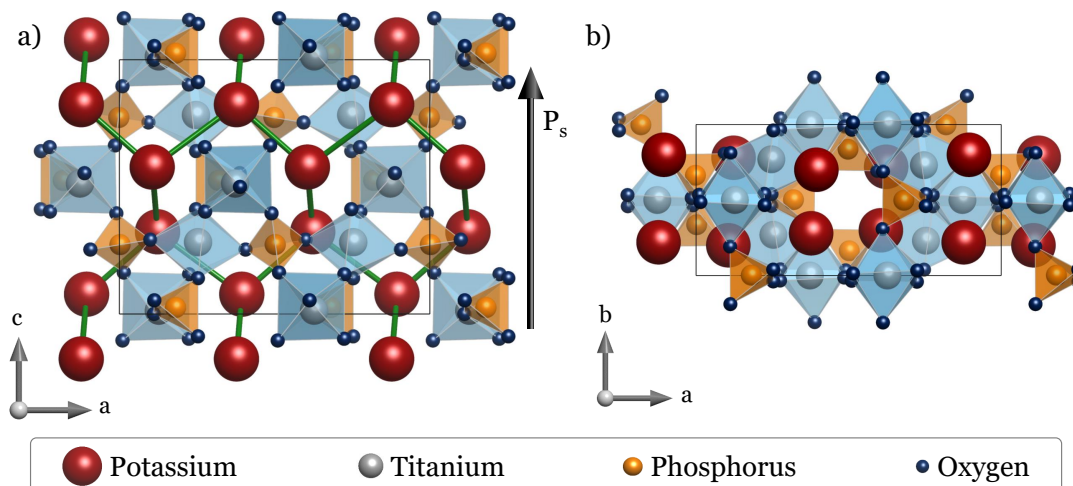 a)
b)
P_s
c
a
b
a
Potassium
Titanium
Phosphorus
Oxygen